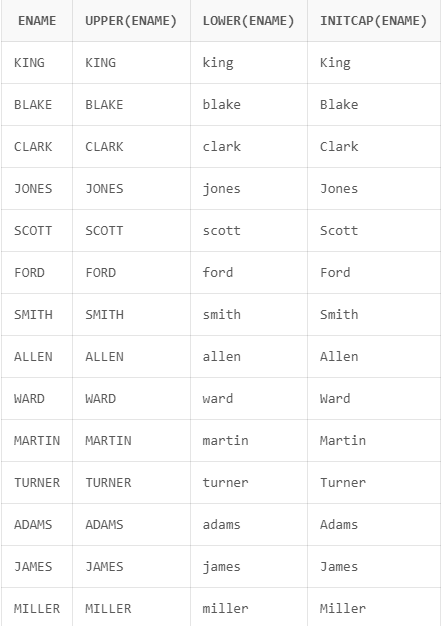 ENAME UPPER(ENAME) LOWER(ENAME) INITCAP(ENAME)
KING KING king King
BLAKE BLAKE blake Blake
CLARK CLARK clark Clark
JONES JONES jones Jones
SCOTT SCOTT scott Scott
FORD FORD ford Ford
SMITH SMITH smith Smith
ALLEN ALLEN allen Allen
WARD WARD ward Ward
MARTIN MARTIN martin Martin
TURNER TURNER turner Turner
ADAMS ADAMS adams Adams
JAMES JAMES james James
MILLER MILLER miller Miller